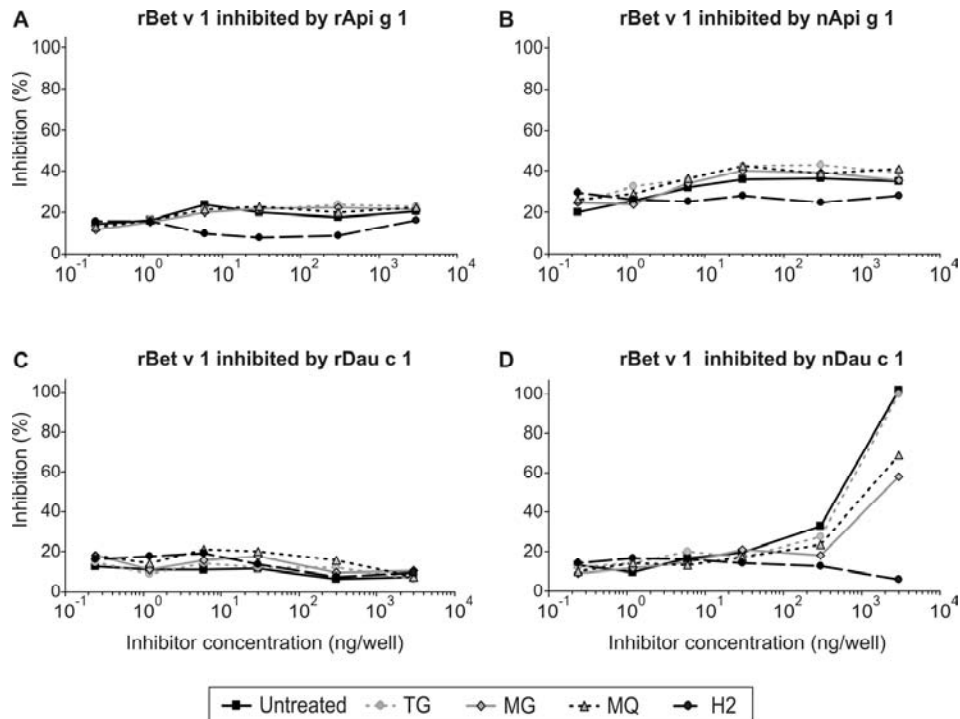 A rBet v 1 inhibited by rApi g 1
Inhibition (%)
100
80
60
40
20
0
10-1 100 101 102 103 104
B rBet v 1 inhibited by nApi g 1
100
80
60
40
20
0
10-1 100 101 102 103 104
C rBet v 1 inhibited by rDau c 1
Inhibition (%)
100
80
60
40
20
0
10-1 100 101 102 103 104
Inhibitor concentration (ng/well)
D rBet v 1 inhibited by nDau c 1
100
80
60
40
20
0
10-1 100 101 102 103 104
Inhibitor concentration (ng/well)
Untreated TG MG MQ H2